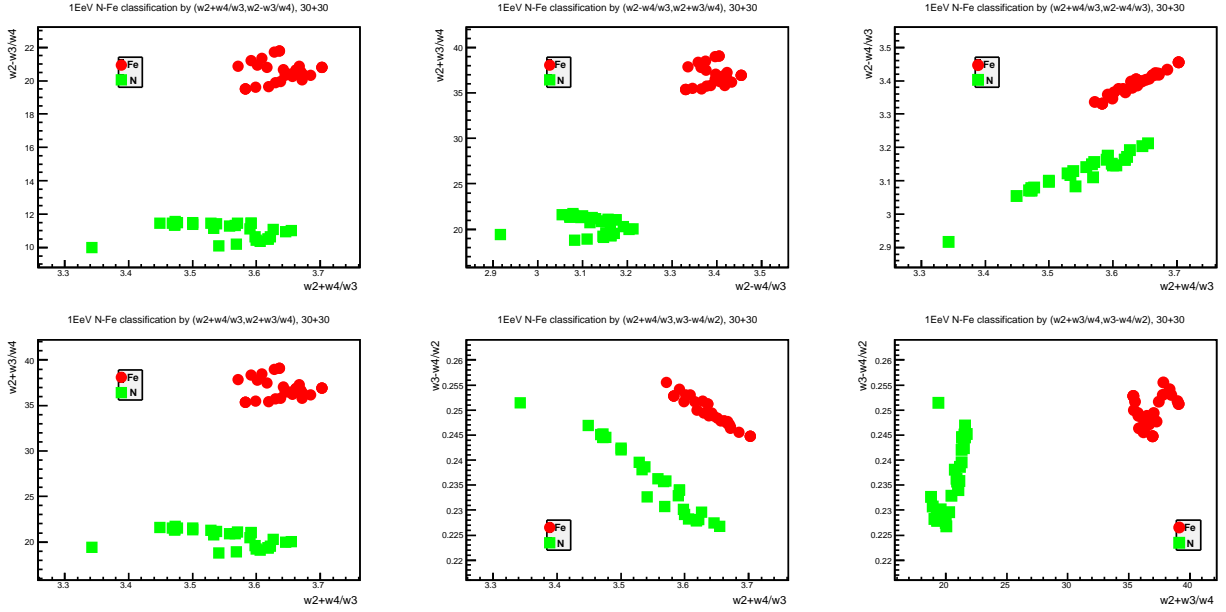 1EeV N-Fe classification by (w2+w4/w3,w2-w3/w4), 30+30
w2-w3/w4
22
20
18
16
14
12
10
Fe
N
3.3 3.4 3.5 3.6 3.7
w2+w4/w3
1EeV N-Fe classification by (w2-w4/w3,w2+w3/w4), 30+30
w2+w3/w4
40
35
30
25
20
Fe
N
2.9 3 3.1 3.2 3.3 3.4 3.5
w2-w4/w3
1EeV N-Fe classification by (w2+w4/w3,w2-w4/w3), 30+30
w2-w4/w3
3.5
3.4
3.3
3.2
3.1
3
2.9
Fe
N
3.3 3.4 3.5 3.6 3.7
w2+w4/w3
1EeV N-Fe classification by (w2+w4/w3,w2+w3/w4), 30+30
w2+w3/w4
40
35
30
25
20
Fe
N
3.3 3.4 3.5 3.6 3.7
w2+w4/w3
1EeV N-Fe classification by (w2+w4/w3,w3-w4/w2), 30+30
w3-w4/w2
0.26
0.255
0.25
0.245
0.24
0.235
0.23
0.225
0.22
Fe
N
3.3 3.4 3.5 3.6 3.7
w2+w4/w3
1EeV N-Fe classification by (w2+w3/w4,w3-w4/w2), 30+30
w3-w4/w2
0.26
0.255
0.25
0.245
0.24
0.235
0.23
0.225
0.22
Fe
N
20 25 30 35 40
w2+w3/w4